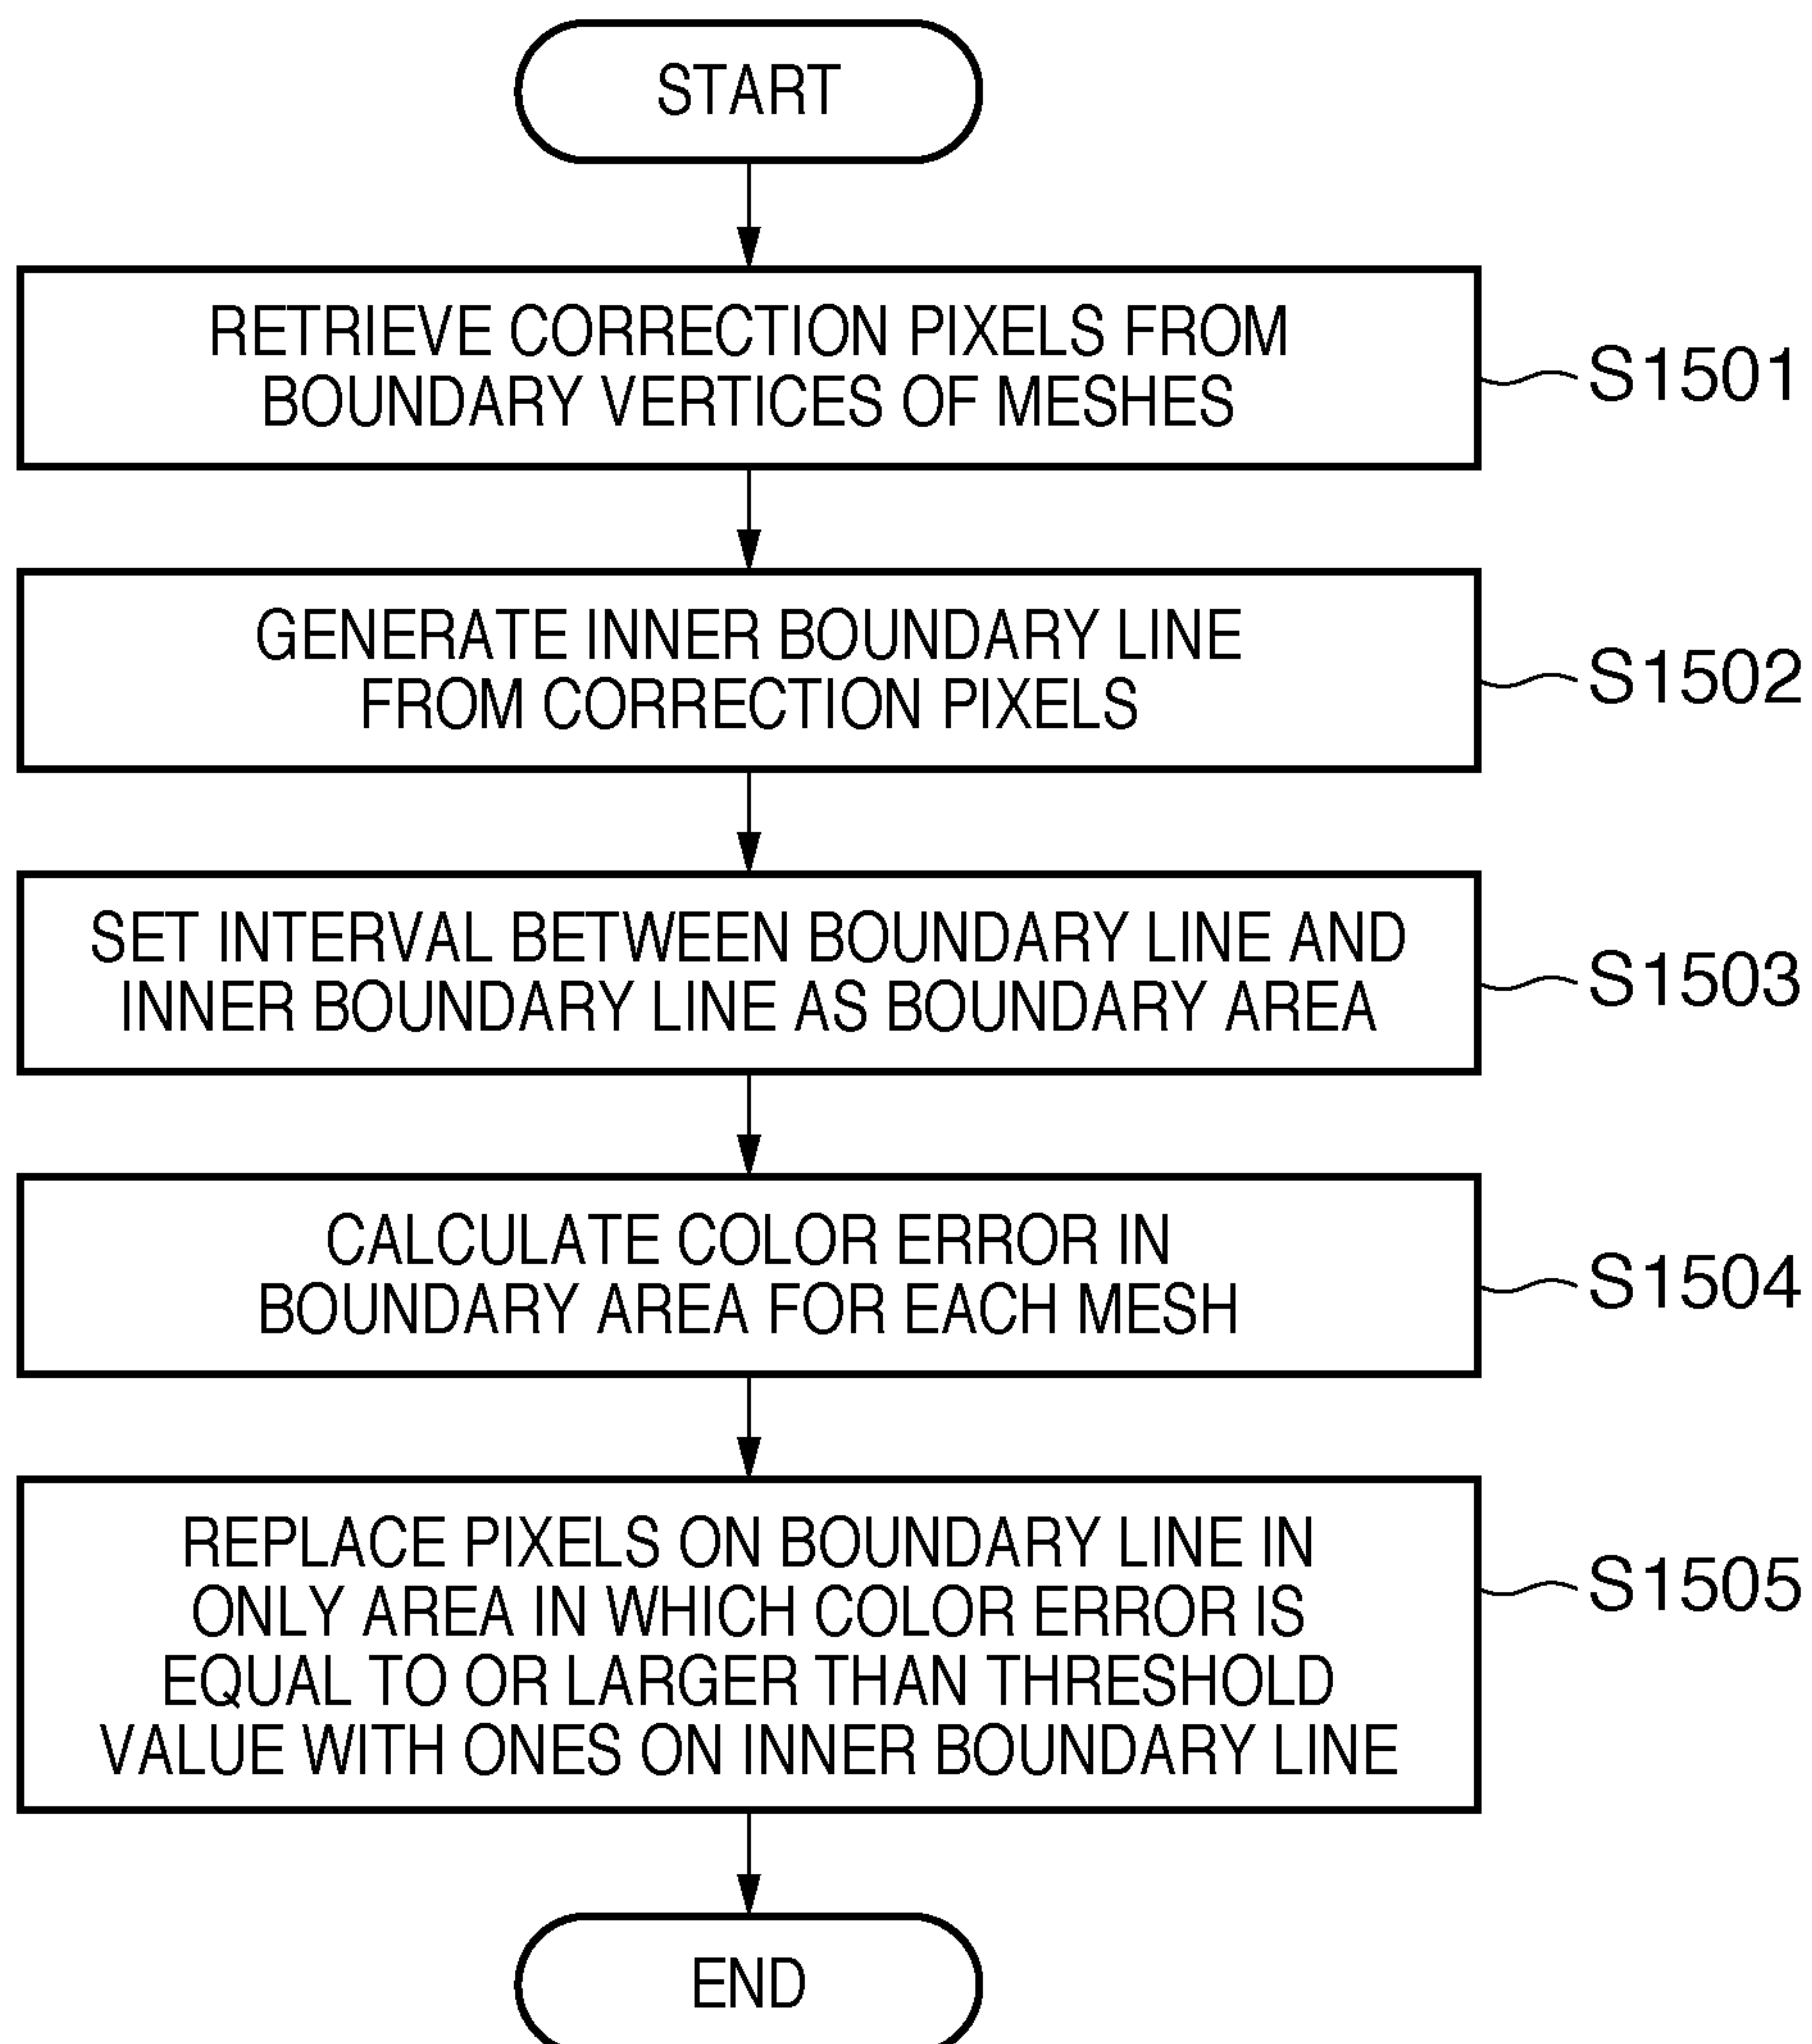 START
RETRIEVE CORRECTION PIXELS FROM
BOUNDARY VERTICES OF MESHES
S1501
GENERATE INNER BOUNDARY LINE
FROM CORRECTION PIXELS
S1502
SET INTERVAL BETWEEN BOUNDARY LINE AND
INNER BOUNDARY LINE AS BOUNDARY AREA
S1503
CALCULATE COLOR ERROR IN
BOUNDARY AREA FOR EACH MESH
S1504
REPLACE PIXELS ON BOUNDARY LINE IN
ONLY AREA IN WHICH COLOR ERROR IS
EQUAL TO OR LARGER THAN THRESHOLD
VALUE WITH ONES ON INNER BOUNDARY LINE
S1505
END